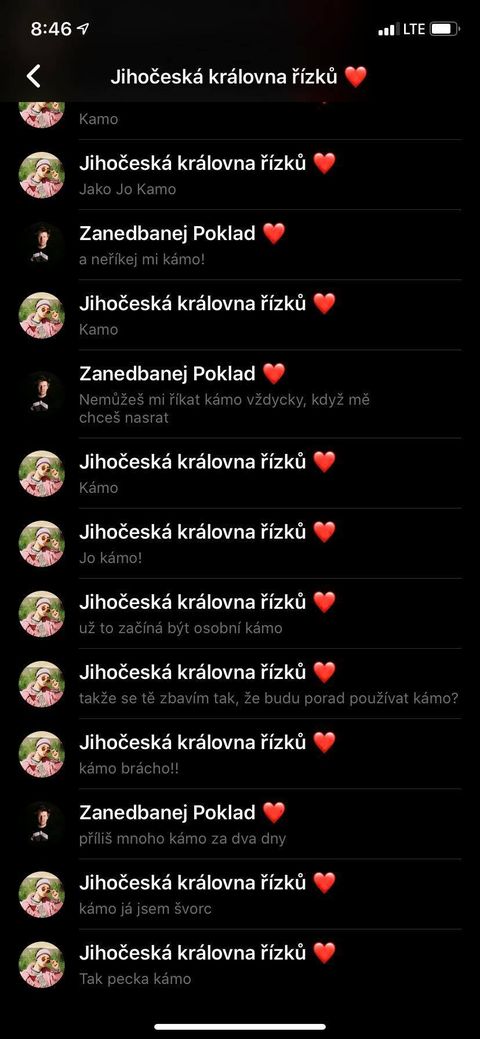 8:46
LTE
Jihočeská královna řízků ❤️
Kamo
Jihočeská královna řízků ❤️
Jako Jo Kamo
Zanedbanej Poklad ❤️
a neříkej mi kámo!
Jihočeská královna řízků ❤️
Kamo
Zanedbanej Poklad ❤️
Nemůžeš mi říkat kámo vždycky, když mě
chceš nasrat
Jihočeská královna řízků ❤️
Kámo
Jihočeská královna řízků ❤️
Jo kámo!
Jihočeská královna řízků ❤️
už to začíná být osobní kámo
Jihočeská královna řízků ❤️
takže se tě zbavím tak, že budu porad používat kámo?
Jihočeská královna řízků ❤️
kámo brácho!!
Zanedbanej Poklad ❤️
příliš mnoho kámo za dva dny
Jihočeská královna řízků ❤️
kámo já jsem švorc
Jihočeská královna řízků ❤️
Tak pecka kámo